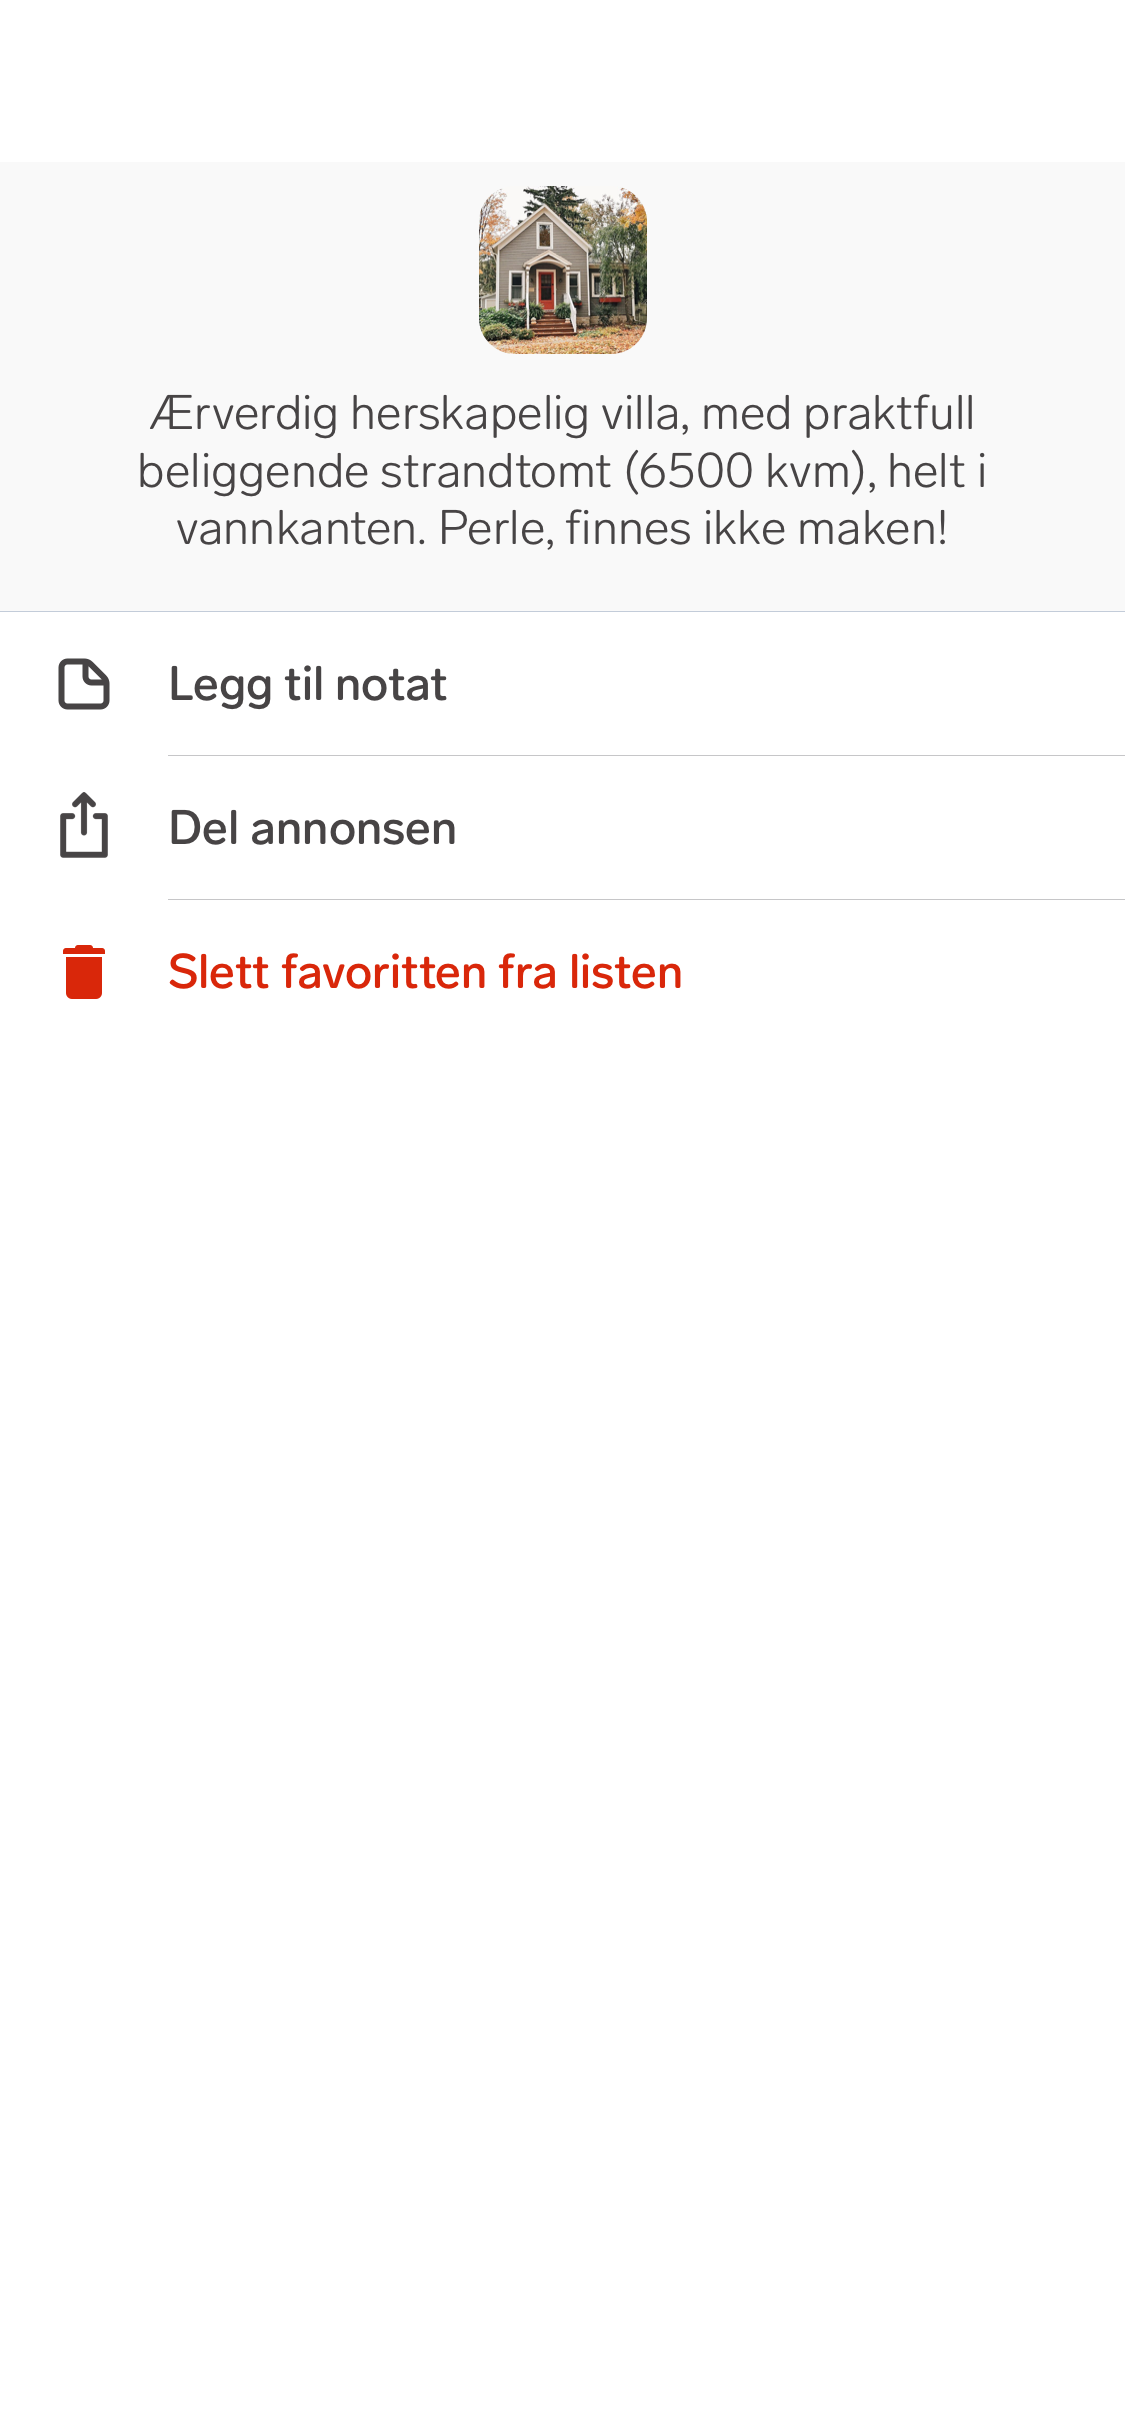 Ærverdig herskapelig villa, med praktfull
beliggende strandtomt (6500 kvm), helt i
vannkanten. Perle, finnes ikke maken!
Legg til notat
Del annonsen
Slett favoritten fra listen